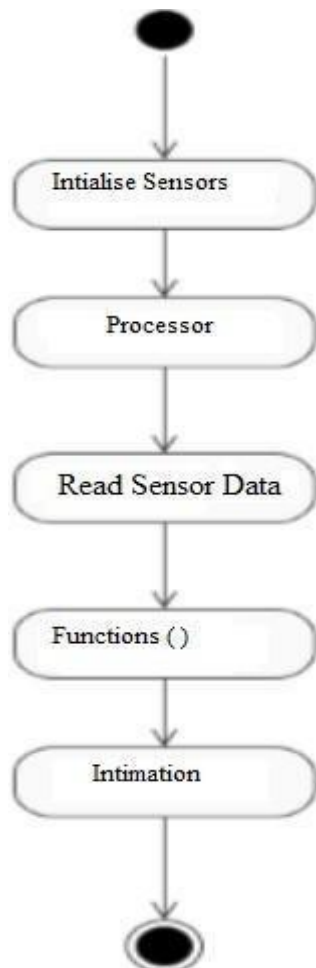 Intialise Sensors
Processor
Read Sensor Data
Functions ( )
Intimation